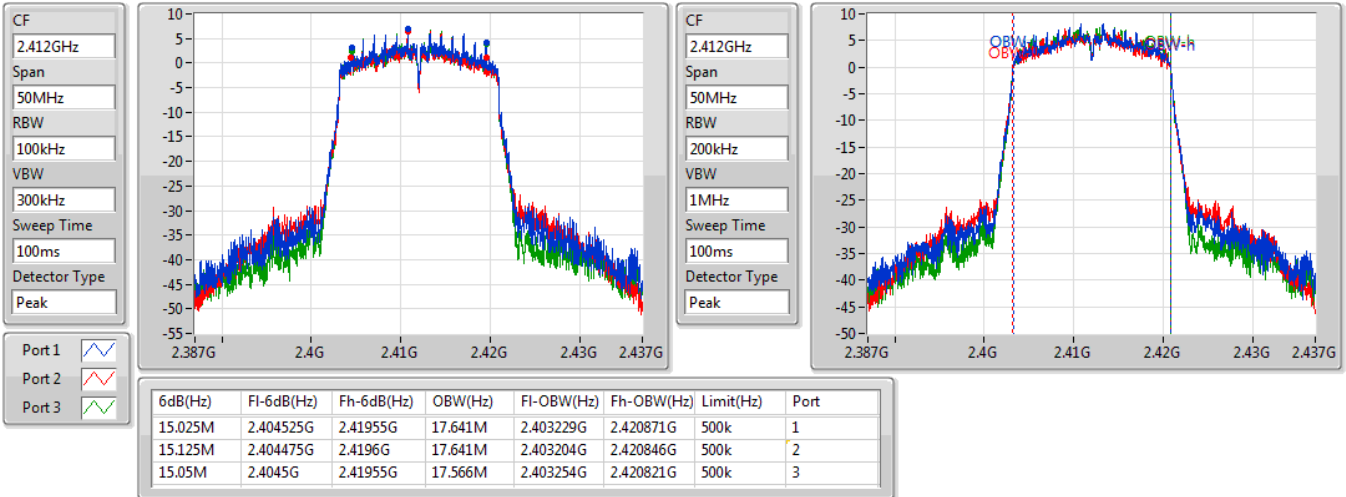 CF
2.412GHz
Span
50MHz
RBW
100kHz
VBW
300kHz
Sweep Time
100ms
Detector Type
Peak
10
5
0
-5
-10
-15
-20
-25
-30
-35
-40
-45
-50
-55
2.387G 2.4G 2.41G 2.42G 2.43G 2.437G
CF
2.412GHz
Span
50MHz
RBW
200kHz
VBW
1MHz
Sweep Time
100ms
Detector Type
Peak
10
5
0
-5
-10
-15
-20
-25
-30
-35
-40
-45
-50
OBW-h
2.387G 2.4G 2.41G 2.42G 2.43G 2.437G
Port 1
Port 2
Port 3
6dB(Hz) Fl-6dB(Hz) Fh-6dB(Hz) OBW(Hz) Fl-OBW(Hz) Fh-OBW(Hz) Limit(Hz) Port
15.025M 2.404525G 2.41955G 17.641M 2.403229G 2.420871G 500k 1
15.125M 2.404475G 2.4196G 17.641M 2.403204G 2.420846G 500k 2
15.05M 2.4045G 2.41955G 17.566M 2.403254G 2.420821G 500k 3